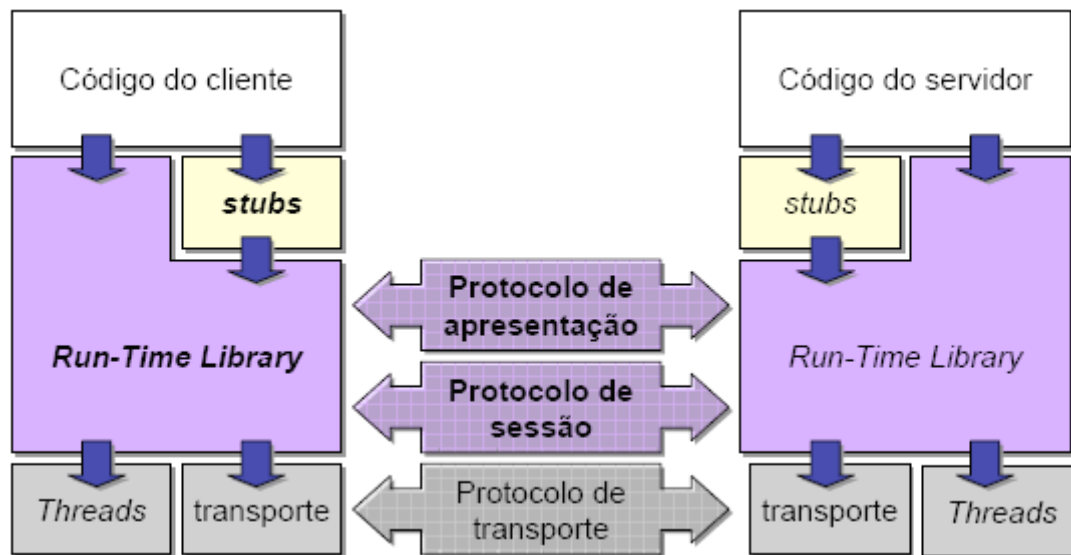 Código do cliente
Código do servidor
stubs
stubs
Protocolo de
apresentação
Run-Time Library
Run-Time Library
Protocolo de
sessão
Threads
transporte
Protocolo de
transporte
transporte
Threads